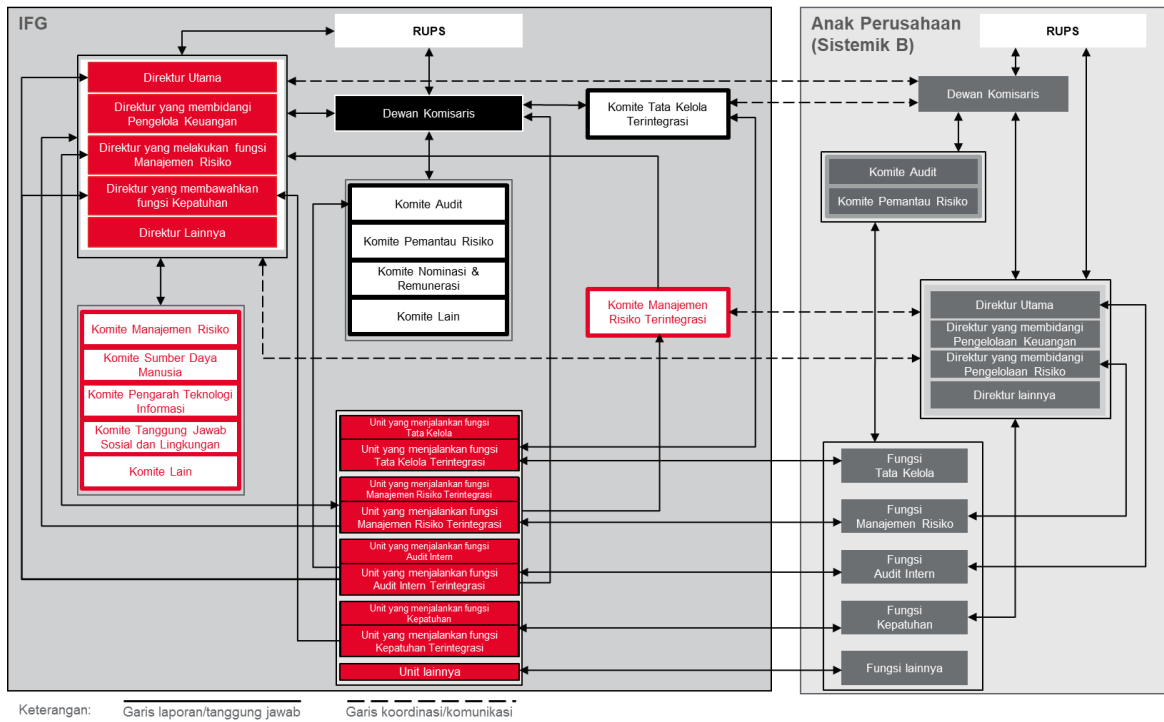 IFG
RUPS
Direktur Utama
Direktur yang membidangi
Pengelola Keuangan
Direktur yang melakukan fungsi
Manajemen Risiko
Direktur yang membawahkan
fungsi Kepatuhan
Direktur Lainnya
Dewan Komisaris
Komite Tata Kelola
Terintegrasi
Komite Audit
Komite Pemantau Risiko
Komite Nominasi &
Remunerasi
Komite Lain
Komite Manajemen
Risiko Terintegrasi
Komite Manajemen Risiko
Komite Sumber Daya
Manusia
Komite Pengarah Teknologi
Informasi
Komite Tanggung Jawab
Sosial dan Lingkungan
Komite Lain
Unit yang menjalankan fungsi
Tata Kelola
Unit yang menjalankan fungsi
Tata Kelola Terintegrasi
Unit yang menjalankan fungsi
Manajemen Risiko Terintegrasi
Unit yang menjalankan fungsi
Manajemen Risiko Terintegrasi
Unit yang menjalankan fungsi
Audit Intern
Unit yang menjalankan fungsi
Audit Intern Terintegrasi
Unit yang menjalankan fungsi
Kepatuhan
Unit yang menjalankan fungsi
Kepatuhan Terintegrasi
Unit lainnya
Anak Perusahaan
(Sistemik B)
RUPS
Dewan Komisaris
Komite Audit
Komite Pemantau Risiko
Direktur Utama
Direktur yang membidangi
Pengelolaan Keuangan
Direktur yang membidangi
Pengelolaan Risiko
Direktur lainnya
Fungsi
Tata Kelola
Fungsi
Manajemen Risiko
Fungsi
Audit Intern
Fungsi
Kepatuhan
Fungsi lainnya
Keterangan:
Garis laporan/tanggung jawab
Garis koordinasi/komunikasi